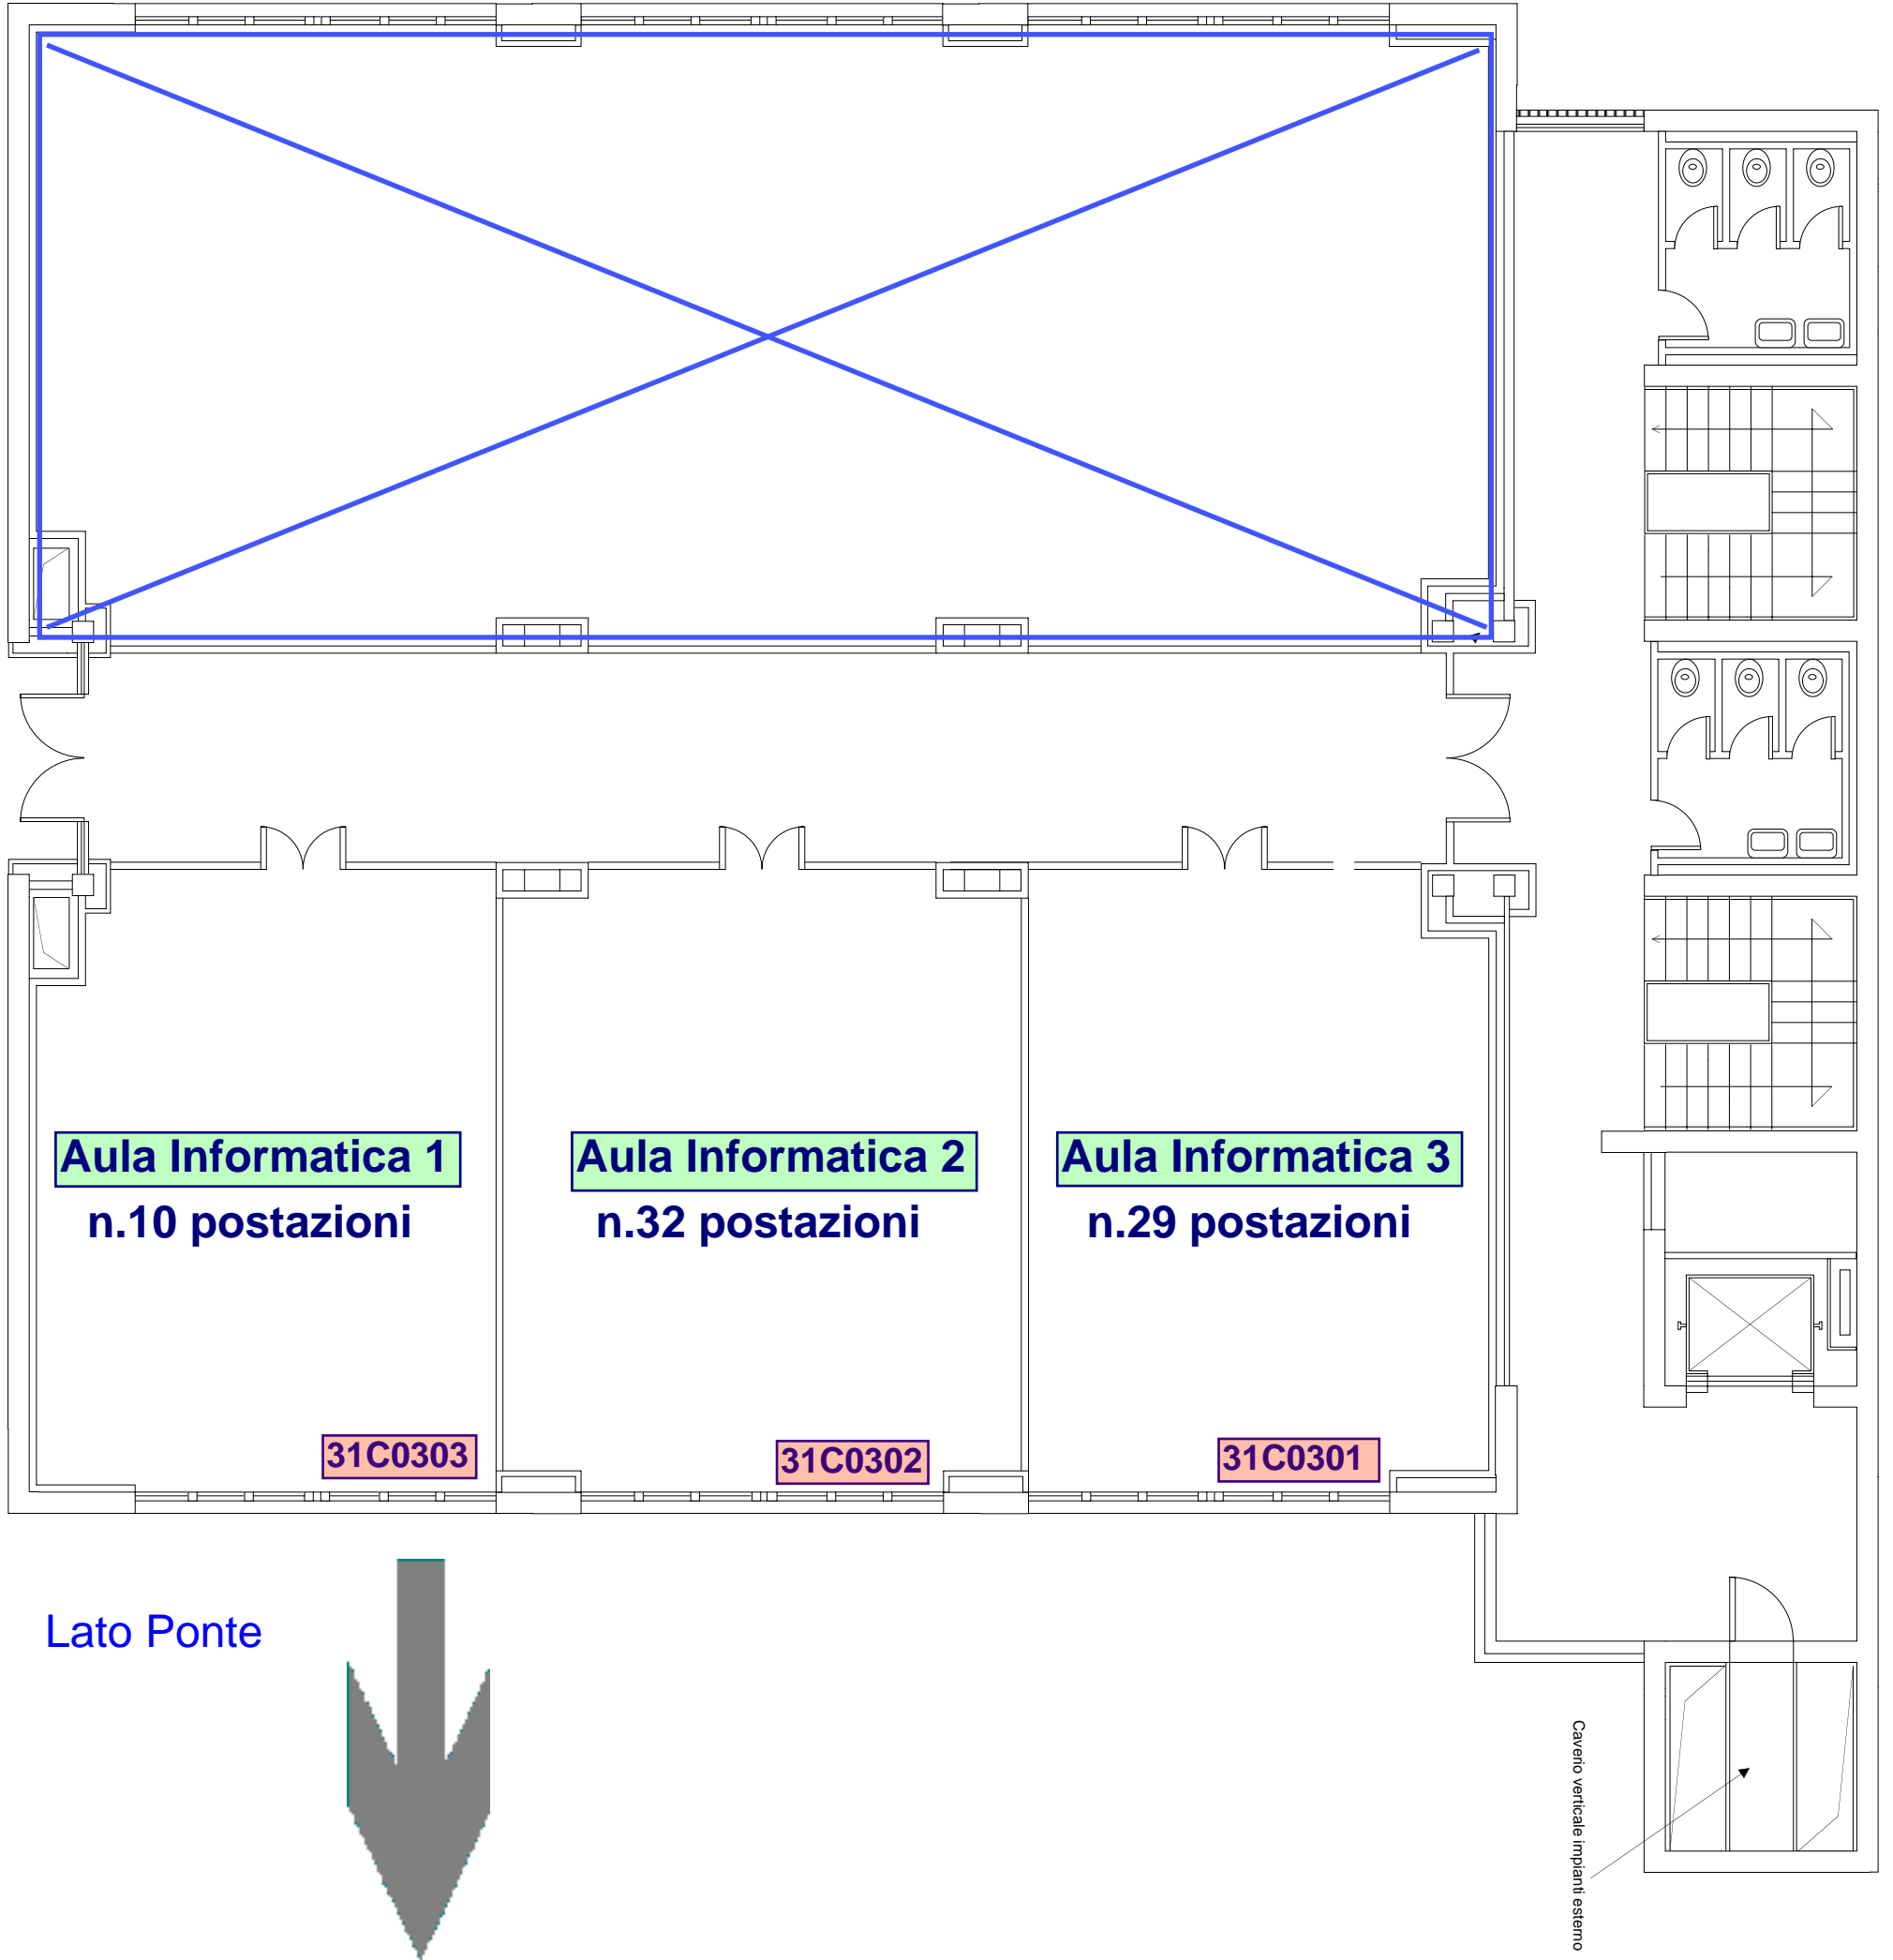 Aula Informatica 1
n.10 postazioni
Aula Informatica 2
n.32 postazioni
Aula Informatica 3
n.29 postazioni
31C0303
31C0302
31C0301
Lato Ponte
Caverio verticale impianti esterno